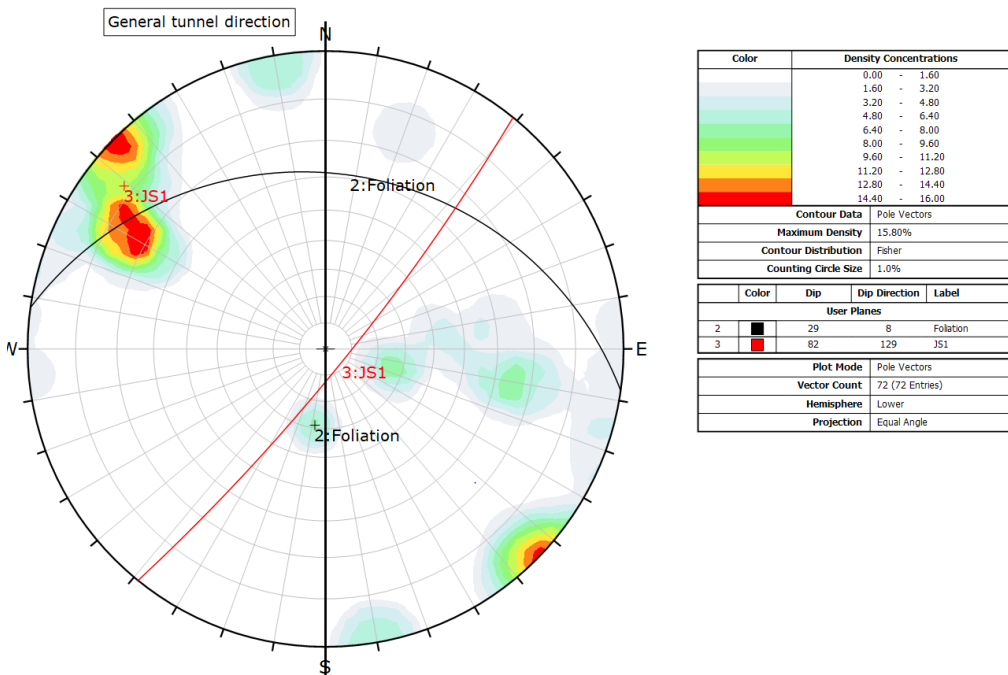 General tunnel direction
N
2:Foliation
3:JS1
W
E
3:JS1
2:Foliation
S
Color Density Concentrations
0.00 - 1.60
1.60 - 3.20
3.20 - 4.80
4.80 - 6.40
6.40 - 8.00
8.00 - 9.60
9.60 - 11.20
11.20 - 12.80
12.80 - 14.40
14.40 - 16.00
Contour Data Pole Vectors
Maximum Density 15.80%
Contour Distribution Fisher
Counting Circle Size 1.0%
Color Dip Dip Direction Label
User Planes
2 29 8 Foliation
3 82 129 JS1
Plot Mode Pole Vectors
Vector Count 72 (72 Entries)
Hemisphere Lower
Projection Equal Angle